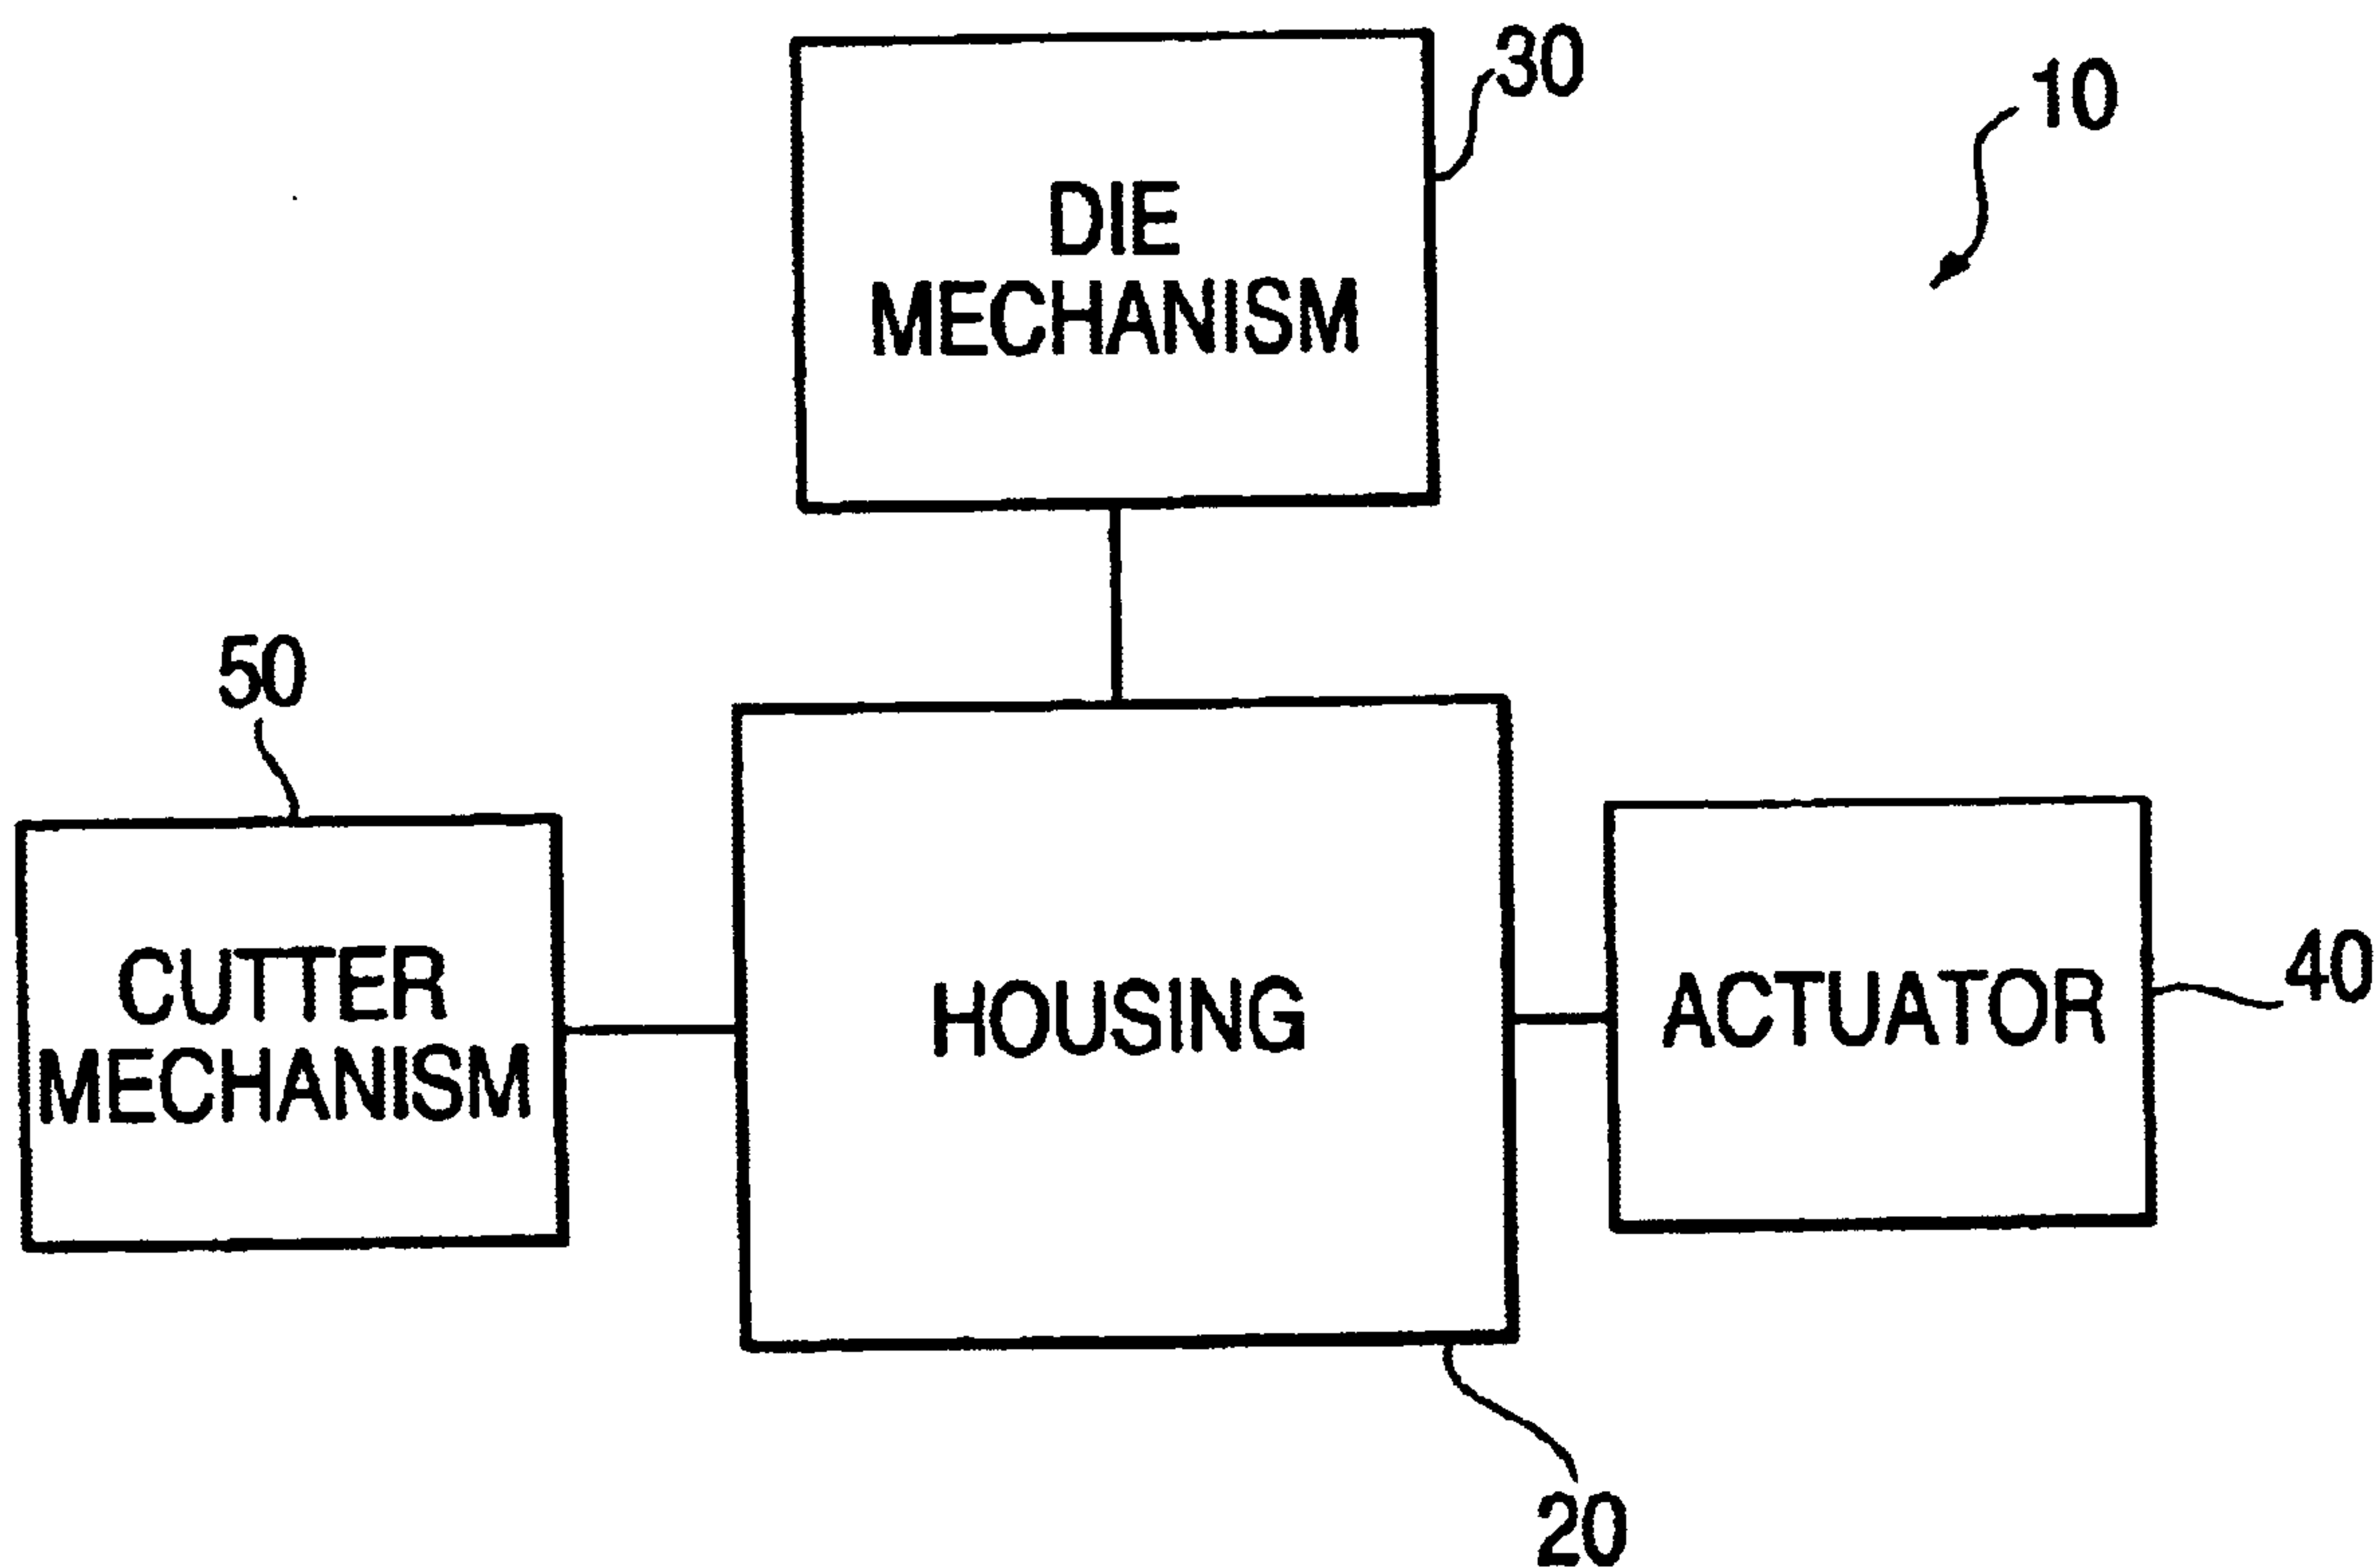 30
10
DIE
MECHANISM
50
CUTTER
MECHANISM
HOUSING
ACTUATOR
40
20